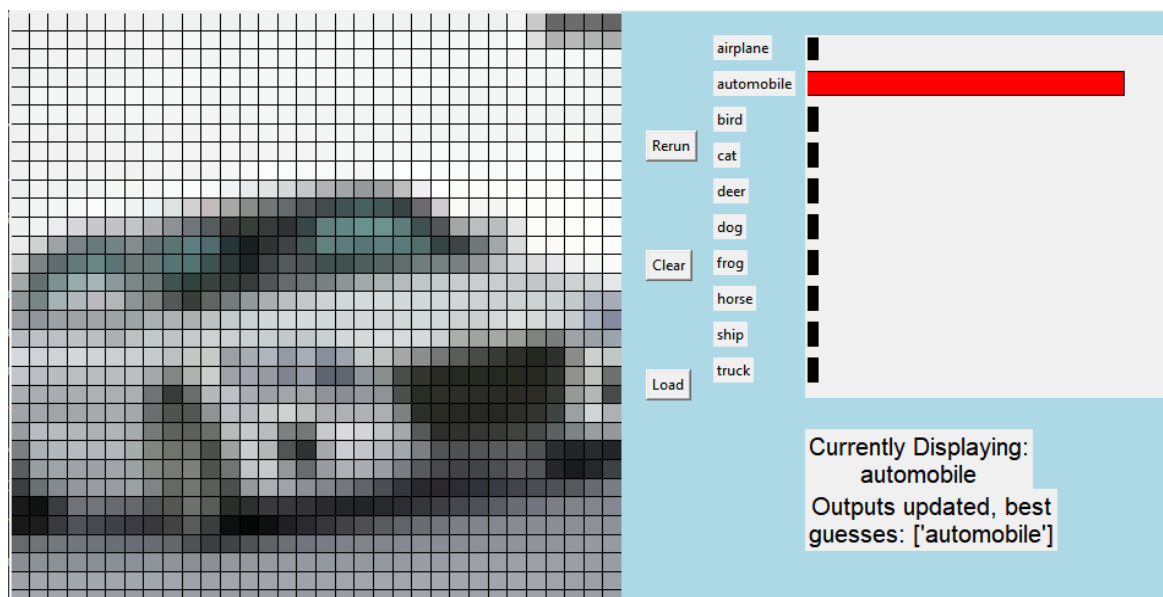 airplane
automobile
bird
Rerun
cat
deer
dog
Clear
frog
horse
ship
Load
truck
Currently Displaying:
automobile
Outputs updated, best
guesses: ['automobile']